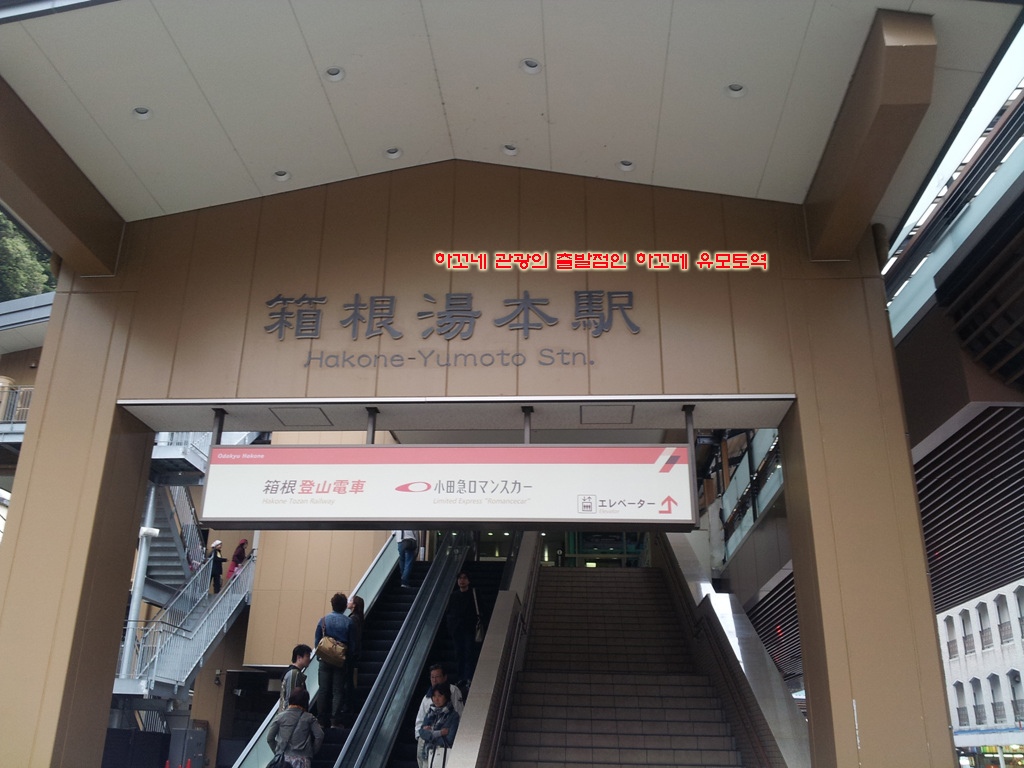 하꼬네 관광의 출발점인 하꼬메 유모토역
箱根湯本駅
Hakone-Yumoto Stn.
Odakyu Hakone
箱根登山電車
Hakone Tozan Railway
小田急ロマンスカー
Limited Express "Romancecar"
エレベーター
Elevator